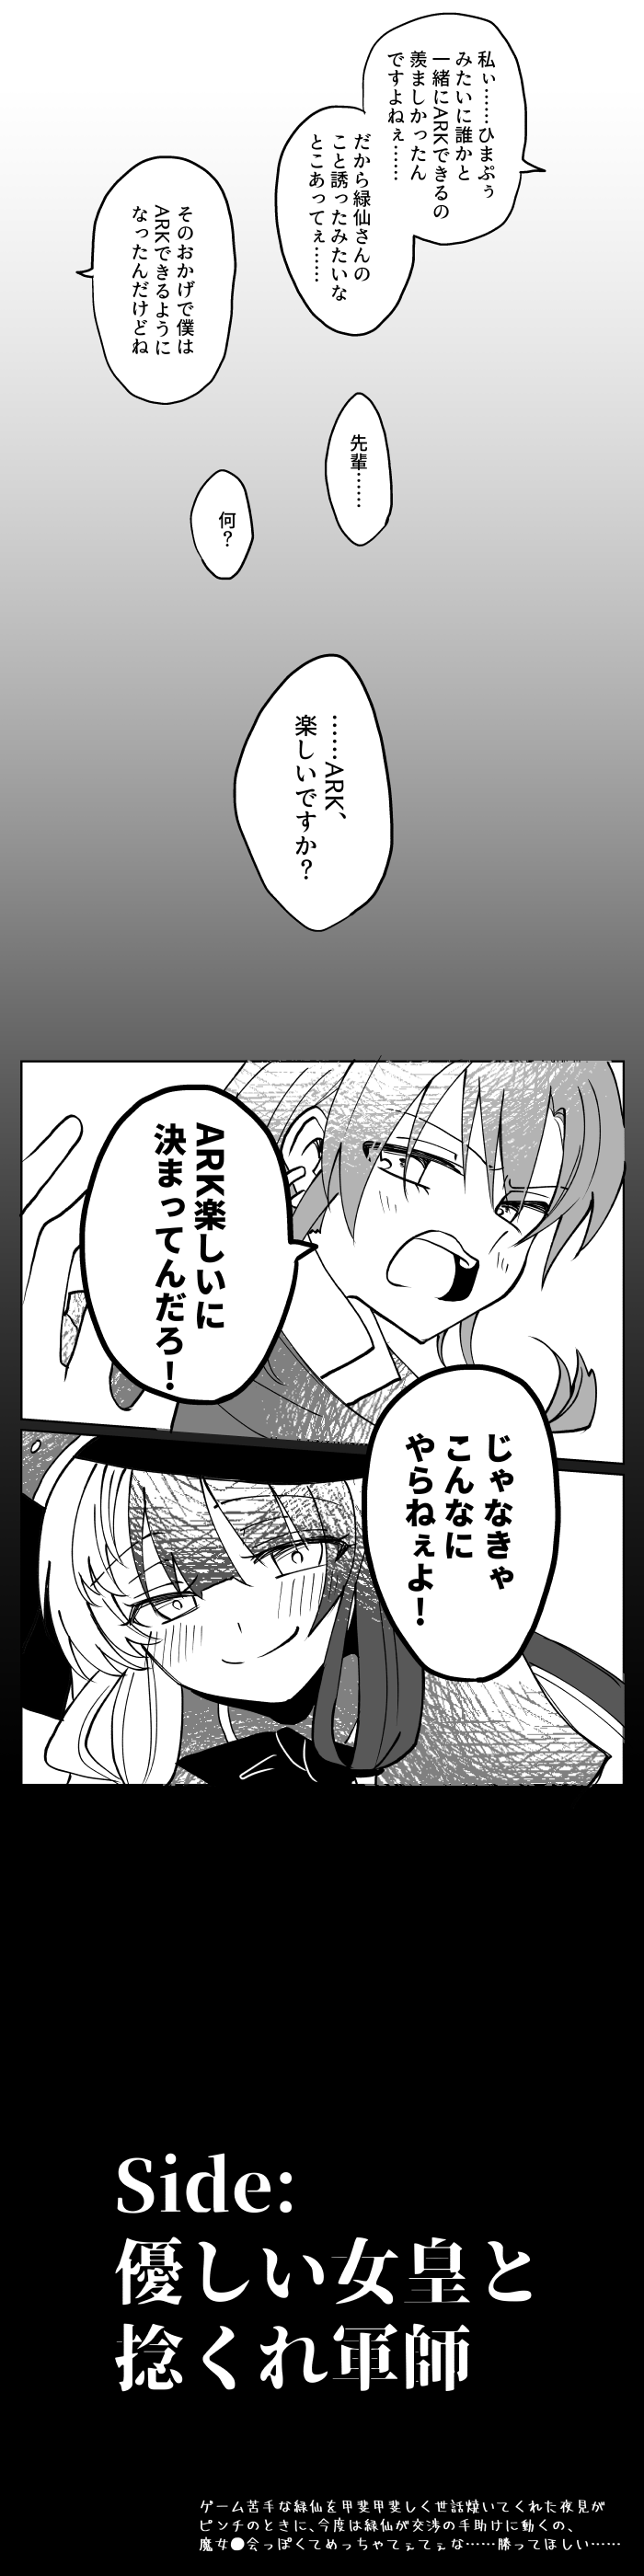 私ぃ……ひまぷぅ
みたいに誰かと
一緒にARKできるの
羨ましかったん
ですよねぇ……
だから緑仙さんの
こと誘ったみたいな
とこあってぇ……
そのおかげで僕は
ARKできるように
なったんだけどね
先輩……
何？
……ARK、
楽しいですか？
ARK楽しいに
決まってんだろ！
じゃなきゃ
こんなに
やらねぇよ！
Side:
優しい女皇と
捻くれ軍師
ゲーム苦手な緑仙を甲斐甲斐しく世話焼いてくれた夜見が
ピンチのときに、今度は緑仙が交渉の手助けに動くの、
魔女●会っぽくてめっちゃてぇてぇな……勝ってほしい……